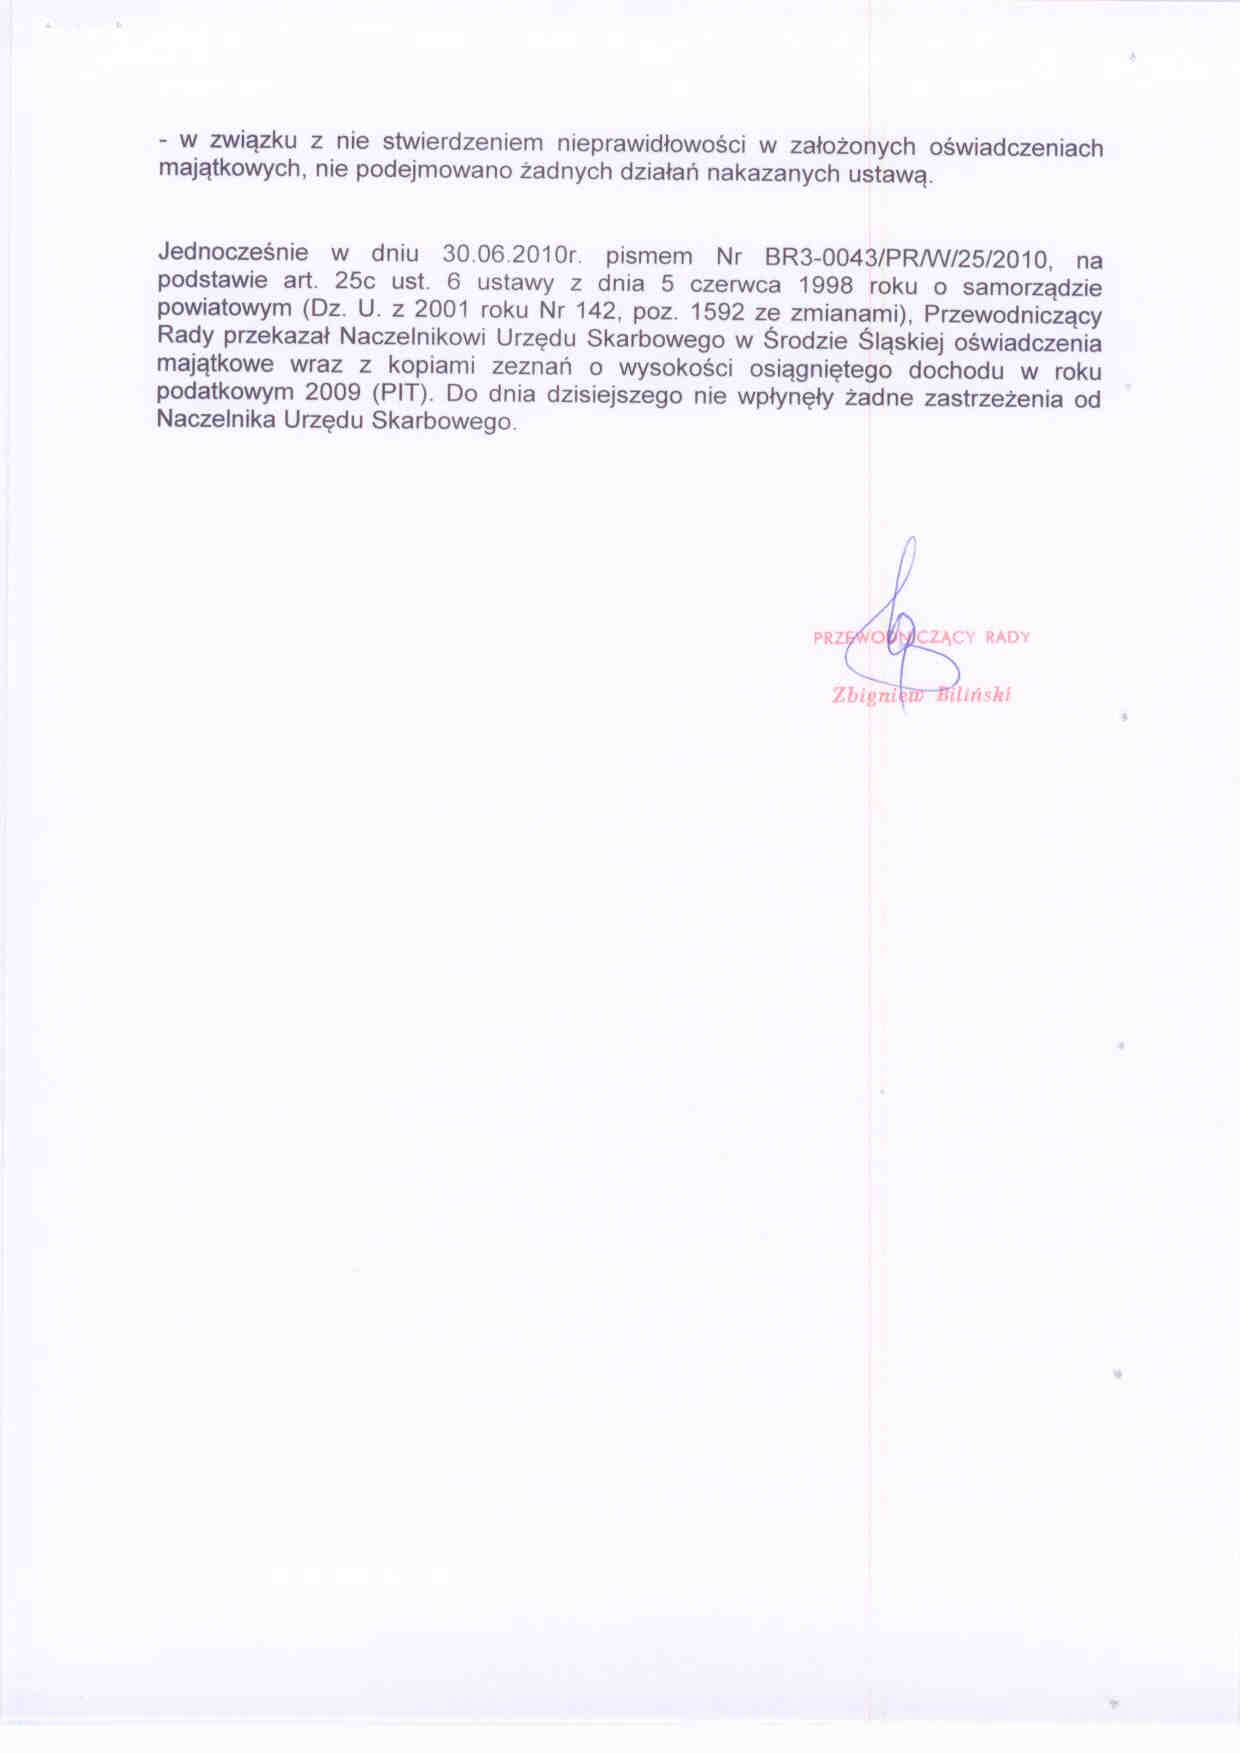 - w związku z nie stwierdzeniem nieprawidłowości w założonych oświadczeniach
majątkowych, nie podejmowano żadnych działań nakazanych ustawą.
Jednocześnie w dniu 30.06.2010r. pismem Nr BR3-0043/PR/W/25/2010, na
podstawie art. 25c ust. 6 ustawy z dnia 5 czerwca 1998 roku o samorządzie
powiatowym (Dz. U. z 2001 roku Nr 142, poz. 1592 ze zmianami), Przewodniczący
Rady przekazał Naczelnikowi Urzędu Skarbowego w Środzie Śląskiej oświadczenia
majątkowe wraz z kopiami zeznań o wysokości osiągniętego dochodu w roku
podatkowym 2009 (PIT). Do dnia dzisiejszego nie wpłynęły żadne zastrzeżenia od
Naczelnika Urzędu Skarbowego.
PRZEWODNICZĄCY RADY
Zbigniew Biliński